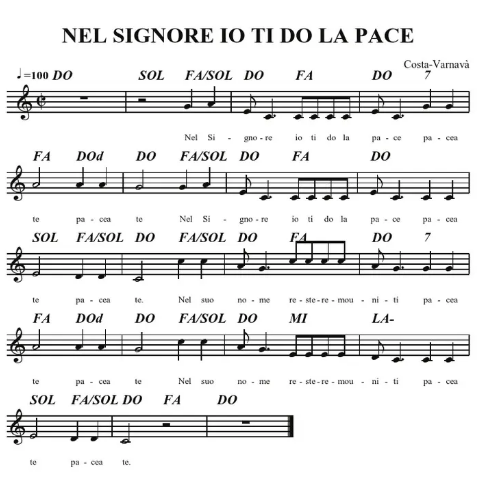 NEL SIGNORE IO TI DO LA PACE
Costa-Varnavà
♩=100 DO SOL FA/SOL DO FA DO 7
Nel Si - gno - re io ti do la pa - ce pa - cea
FA DOd DO FA/SOL DO FA DO
te pa - cea te Nel Si - gno - re io ti do la pa - ce pa - cea
SOL FA/SOL DO FA/SOL DO FA DO 7
te pa - cea te. Nel suo no - me re - ste - re - mou - ni - ti pa - cea
FA DOd DO FA/SOL DO MI LA-
te pa - cea te Nel suo no - me re - ste - re - mou - ni - ti pa - cea
SOL FA/SOL DO FA DO
te pa - cea te.